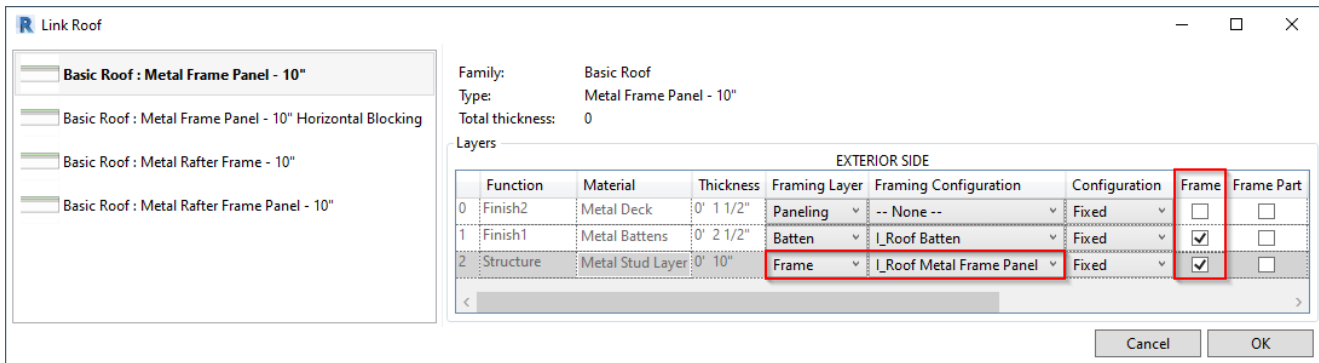 R Link Roof
Basic Roof : Metal Frame Panel - 10"
Basic Roof : Metal Frame Panel - 10" Horizontal Blocking
Basic Roof : Metal Rafter Frame - 10"
Basic Roof : Metal Rafter Frame Panel - 10"
Family: Basic Roof
Type: Metal Frame Panel - 10"
Total thickness: 0
Layers
EXTERIOR SIDE
Function Material Thickness Framing Layer Framing Configuration Configuration Frame Frame Part
0 Finish2 Metal Deck 0' 1 1/2" Paneling -- None -- Fixed
1 Finish1 Metal Battens 0' 2 1/2" Batten I_Roof Batten Fixed
2 Structure Metal Stud Layer 0' 10" Frame I_Roof Metal Frame Panel Fixed
Cancel OK